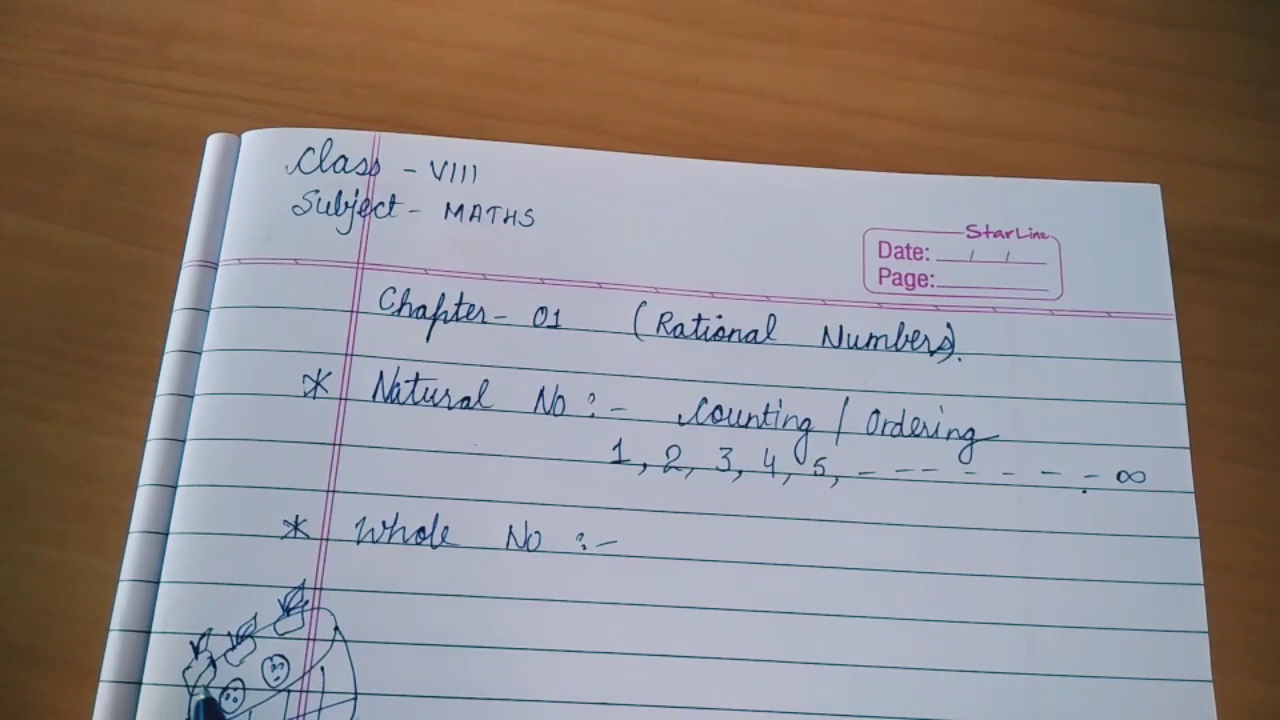 Class - VIII
Subject - MATHS
StarLine
Date: / /
Page:
Chapter - 01 (Rational Numbers).
* Natural No :- Counting / Ordering
1, 2, 3, 4, 5, - - - - - - - - ∞
* Whole No :-